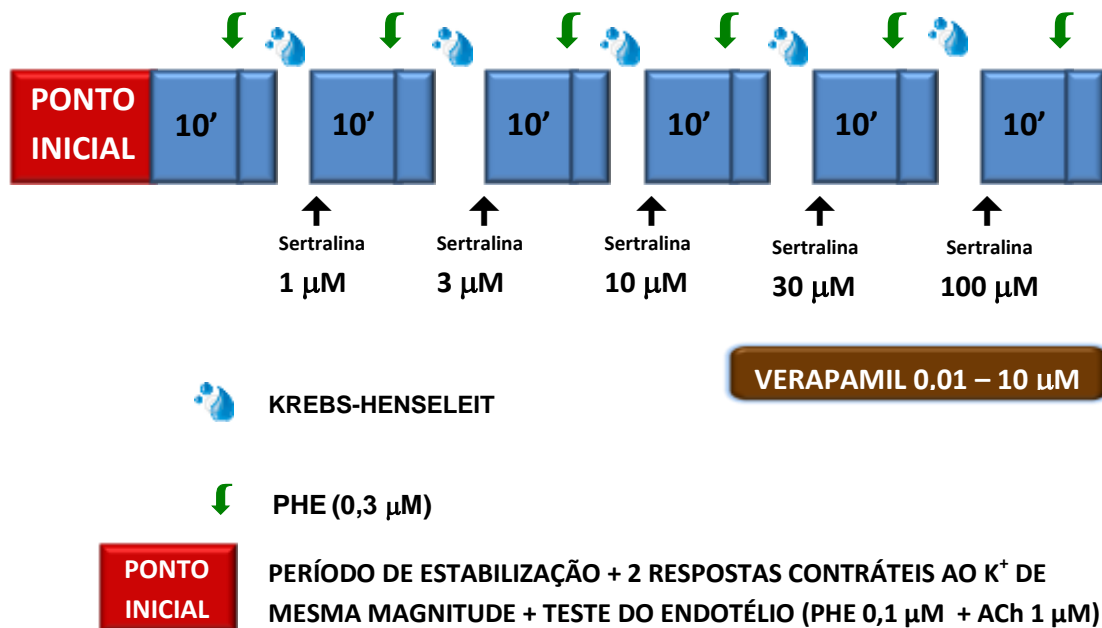 PONTO
INICIAL
10’ 10’ 10’ 10’ 10’ 10’
Sertralina Sertralina Sertralina Sertralina Sertralina
1 μM 3 μM 10 μM 30 μM 100 μM
VERAPAMIL 0,01 – 10 μM
KREBS-HENSELEIT
PHE (0,3 μM)
PONTO
INICIAL
PERÍODO DE ESTABILIZAÇÃO + 2 RESPOSTAS CONTRÁTEIS AO K⁺ DE
MESMA MAGNITUDE + TESTE DO ENDOTÉLIO (PHE 0,1 μM + ACh 1 μM)